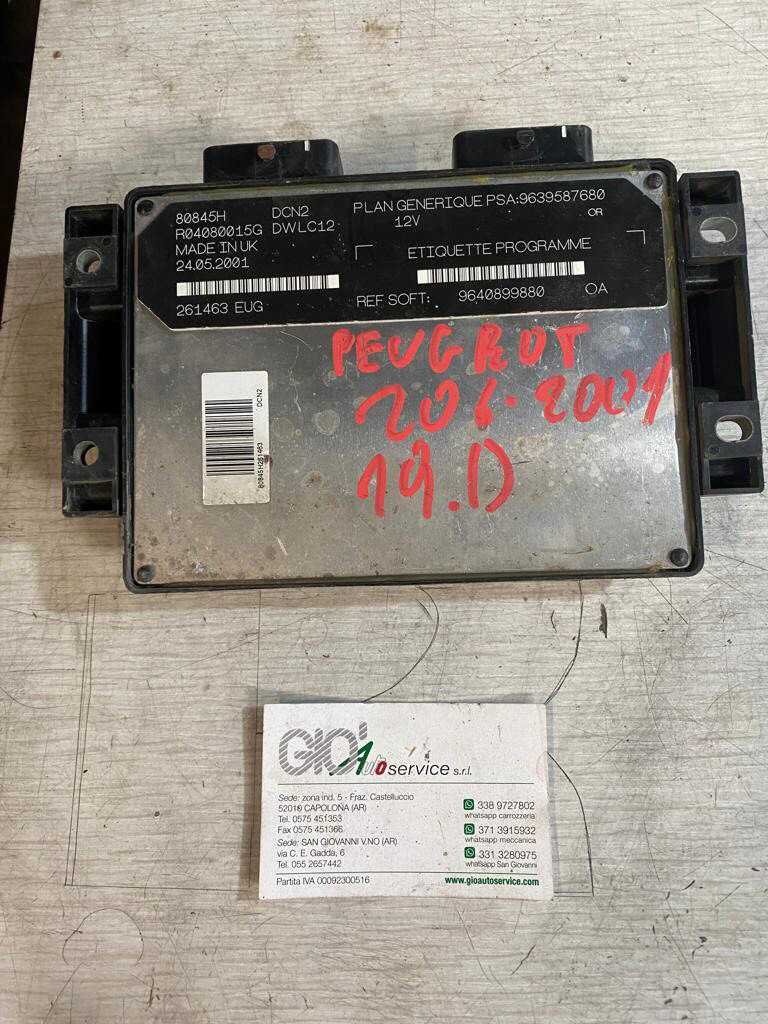 80845H DCN2 PLAN GENERIQUE PSA:9639587680
R04080015G DWLC12 12V OR
MADE IN UK
24.05.2001 ETIQUETTE PROGRAMME
261463 EUG REF SOFT: 9640899880 OA
80845H261463 DCN2
PEUGEOT
206-2001
19.D
GIO' Autoservice s.r.l.
Sede: zona ind. 5 - Fraz. Castelluccio
52010 CAPOLONA (AR)
Tel. 0575 451353
Fax 0575 451366
Sede: SAN GIOVANNI V.NO (AR)
via C. E. Gadda, 6
Tel. 055 2657442
Partita IVA 00092300516
338 9727802
whatsapp carrozzeria
371 3915932
whatsapp meccanica
331 3280975
whatsapp San Giovanni
www.gioautoservice.com